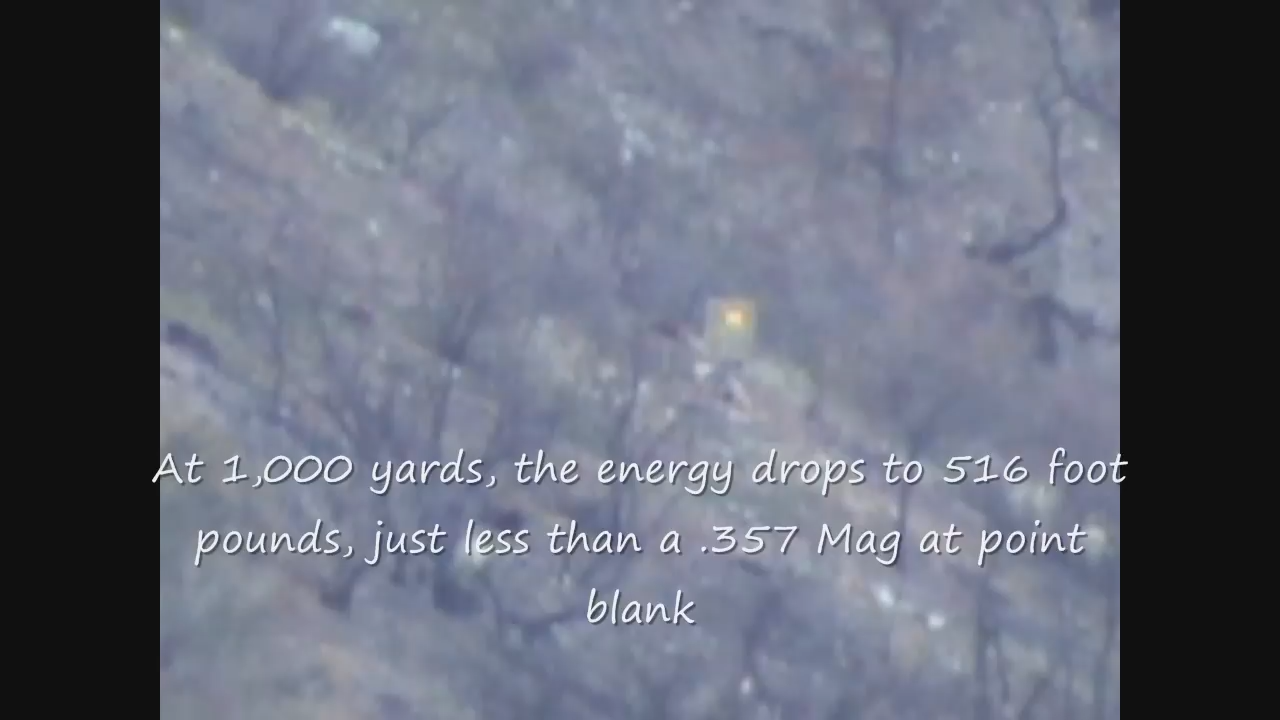 At 1,000 yards, the energy drops to 516 foot
pounds, just less than a .357 Mag at point
blank